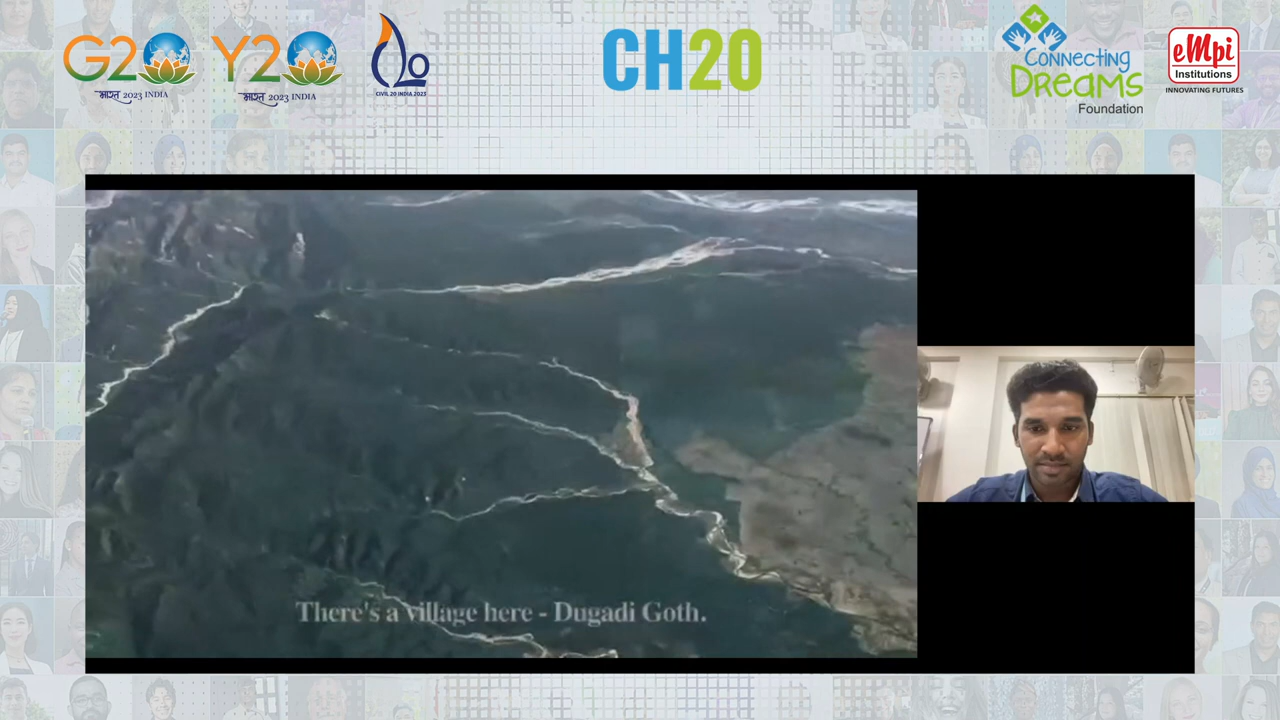 G20
भारत 2023 INDIA
Y20
भारत 2023 INDIA
20
CIVIL 20 INDIA 2023
CH20
CONNECTING
DREAMS
Foundation
eMpi
Institutions
INNOVATING FUTURES
There's a village here - Dugadi Goth.